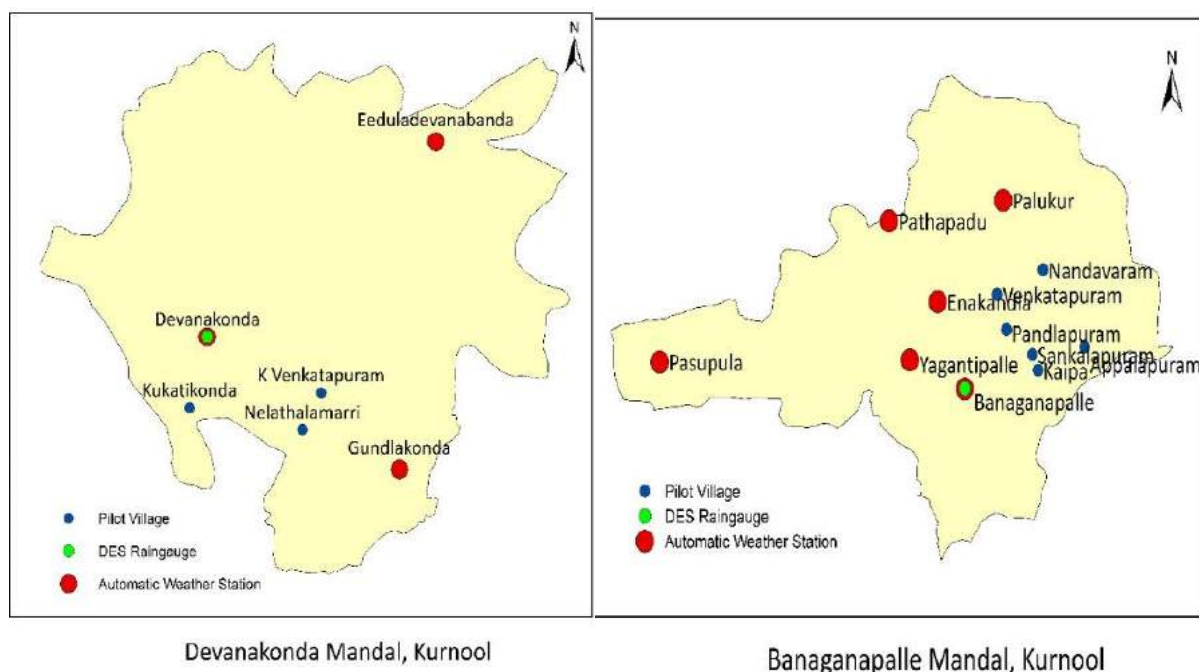 N
Eeduladevanabanda
Devanakonda
K Venkatapuram
Kukatikonda
Nelathalamarri
Gundlakonda
Pilot Village
DES Raingauge
Automatic Weather Station
Devanakonda Mandal, Kurnool
N
Palukur
Pathapadu
Nandavaram
Venkatapuram
Enakandla
Pandlapuram
Sankalapuram
Appalapuram
Pasupula
Yagantipalle
Kaipa
Banaganapalle
Pilot Village
DES Raingauge
Automatic Weather Station
Banaganapalle Mandal, Kurnool